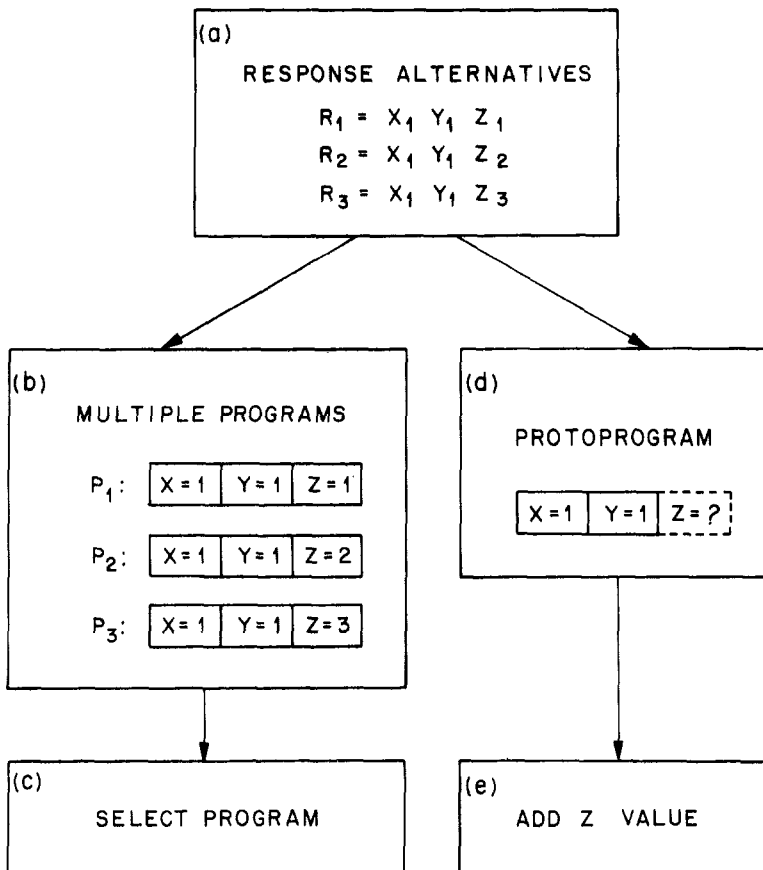 (a)
RESPONSE ALTERNATIVES
R₁ = X₁ Y₁ Z₁
R₂ = X₁ Y₁ Z₂
R₃ = X₁ Y₁ Z₃
(b)
MULTIPLE PROGRAMS
P₁: X=1 Y=1 Z=1
P₂: X=1 Y=1 Z=2
P₃: X=1 Y=1 Z=3
(c)
SELECT PROGRAM
(d)
PROTOPROGRAM
X=1 Y=1 Z=?
(e)
ADD Z VALUE